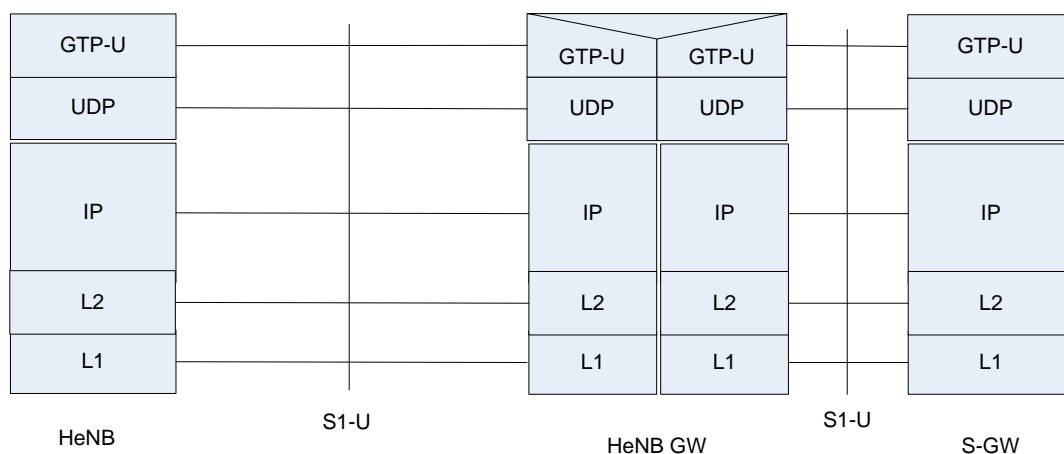 GTP-U GTP-U GTP-U GTP-U
UDP UDP UDP UDP
IP IP IP IP
L2 L2 L2 L2
L1 L1 L1 L1
HeNB S1-U HeNB GW S1-U S-GW